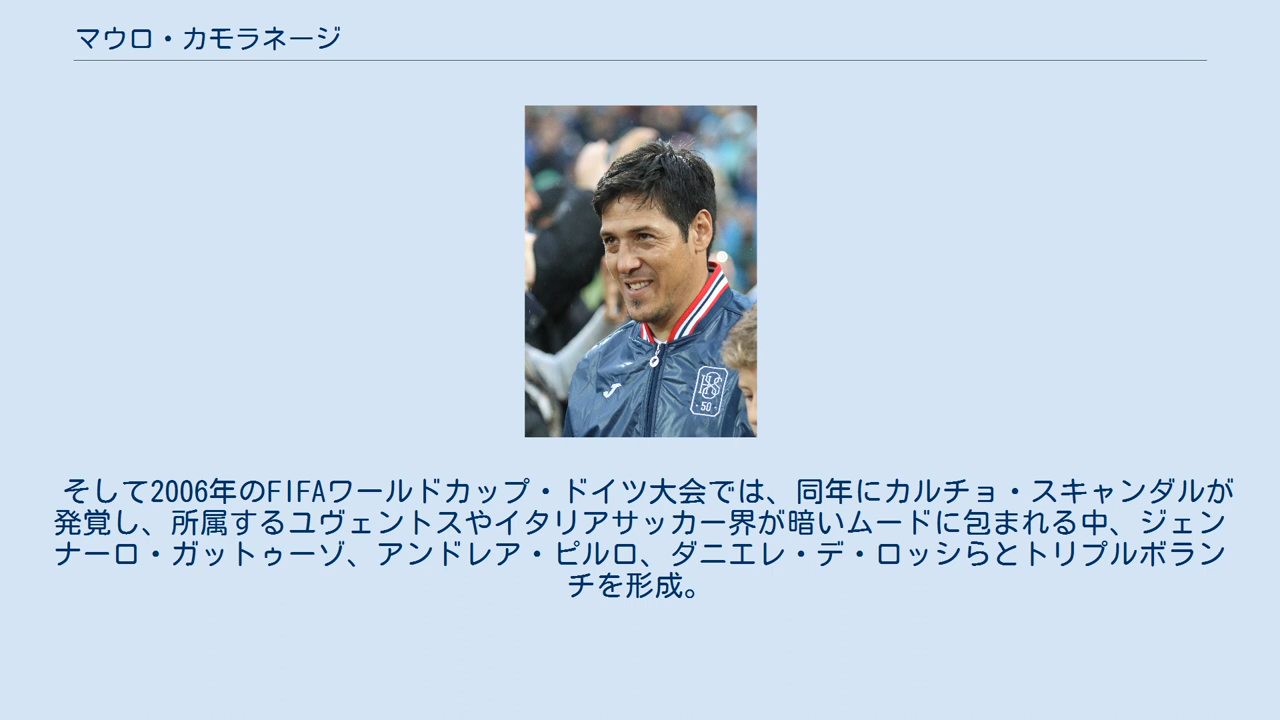 マウロ・カモラネージ
50
そして2006年のFIFAワールドカップ・ドイツ大会では、同年にカルチョ・スキャンダルが
発覚し、所属するユヴェントスやイタリアサッカー界が暗いムードに包まれる中、ジェン
ナーロ・ガットゥーゾ、アンドレア・ピルロ、ダニエレ・デ・ロッシらとトリプルボラン
チを形成。